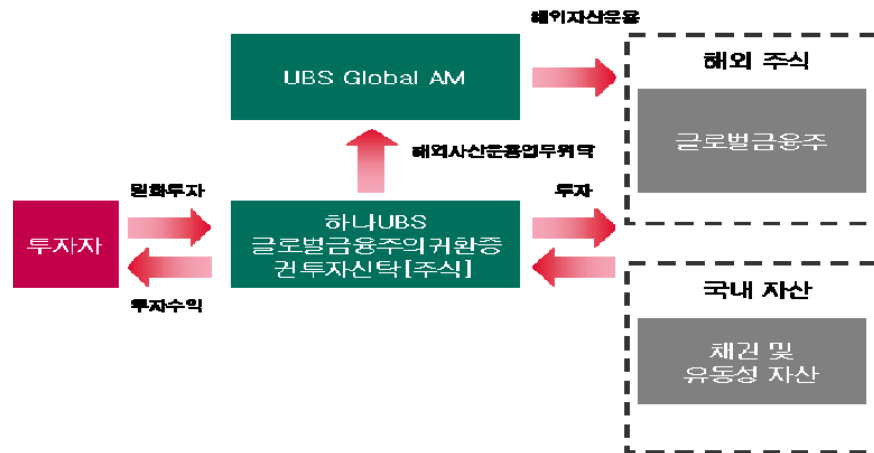 해외자산운용
UBS Global AM
해외 주식
글로벌금융주
해외자산운용업무위탁
원화투자
투자
투자자
하나UBS
글로벌금융주의귀환증
권투자신탁[주식]
투자수익
국내 자산
채권 및
유동성 자산